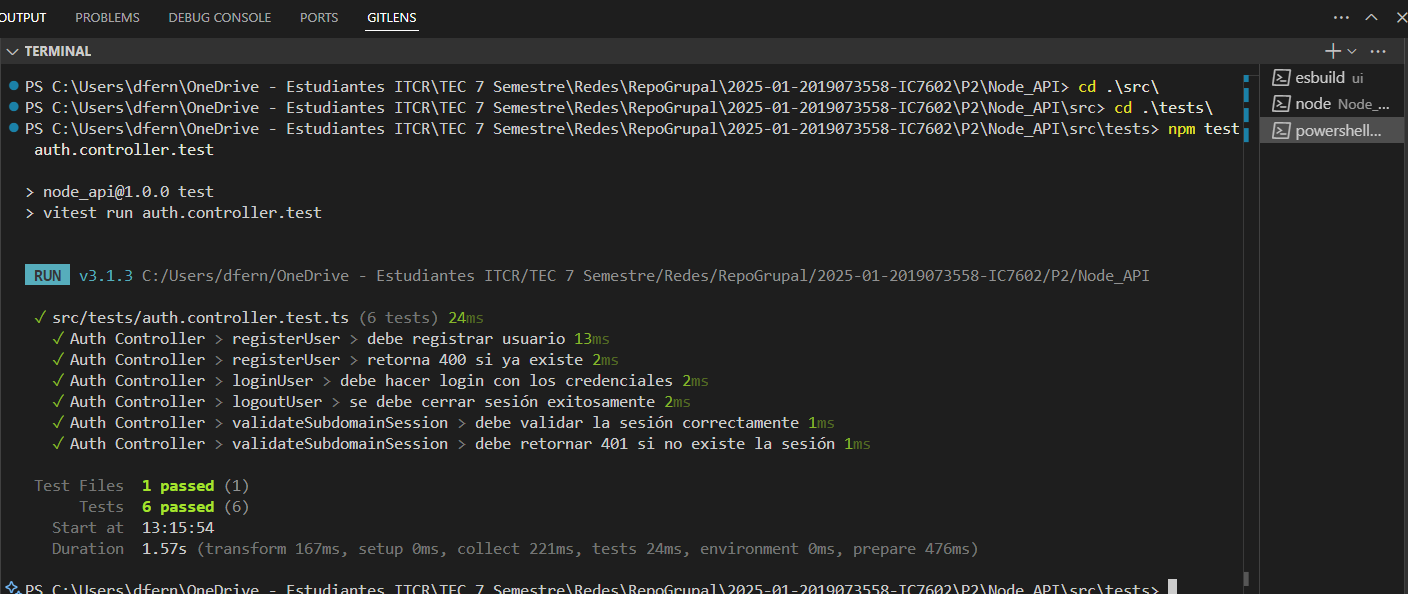 OUTPUT PROBLEMS DEBUG CONSOLE PORTS GITLENS
TERMINAL
PS C:\Users\dfern\OneDrive - Estudiantes ITCR\TEC 7 Semestre\Redes\RepoGrupal\2025-01-2019073558-IC7602\P2\Node_API> cd .\src\
PS C:\Users\dfern\OneDrive - Estudiantes ITCR\TEC 7 Semestre\Redes\RepoGrupal\2025-01-2019073558-IC7602\P2\Node_API\src> cd .\tests\
PS C:\Users\dfern\OneDrive - Estudiantes ITCR\TEC 7 Semestre\Redes\RepoGrupal\2025-01-2019073558-IC7602\P2\Node_API\src\tests> npm test
auth.controller.test
> node_api@1.0.0 test
> vitest run auth.controller.test
RUN v3.1.3 C:/Users/dfern/OneDrive - Estudiantes ITCR/TEC 7 Semestre/Redes/RepoGrupal/2025-01-2019073558-IC7602/P2/Node_API
✓ src/tests/auth.controller.test.ts (6 tests) 24ms
✓ Auth Controller > registerUser > debe registrar usuario 13ms
✓ Auth Controller > registerUser > retorna 400 si ya existe 2ms
✓ Auth Controller > loginUser > debe hacer login con los credenciales 2ms
✓ Auth Controller > logoutUser > se debe cerrar sesión exitosamente 2ms
✓ Auth Controller > validateSubdomainSession > debe validar la sesión correctamente 1ms
✓ Auth Controller > validateSubdomainSession > debe retornar 401 si no existe la sesión 1ms
Test Files 1 passed (1)
Tests 6 passed (6)
Start at 13:15:54
Duration 1.57s (transform 167ms, setup 0ms, collect 221ms, tests 24ms, environment 0ms, prepare 476ms)
PS C:\Users\dfern\OneDrive - Estudiantes ITCR\TEC 7 Semestre\Redes\RepoGrupal\2025-01-2019073558-IC7602\P2\Node_API\src\tests>
esbuild ui
node Node_...
powershell...